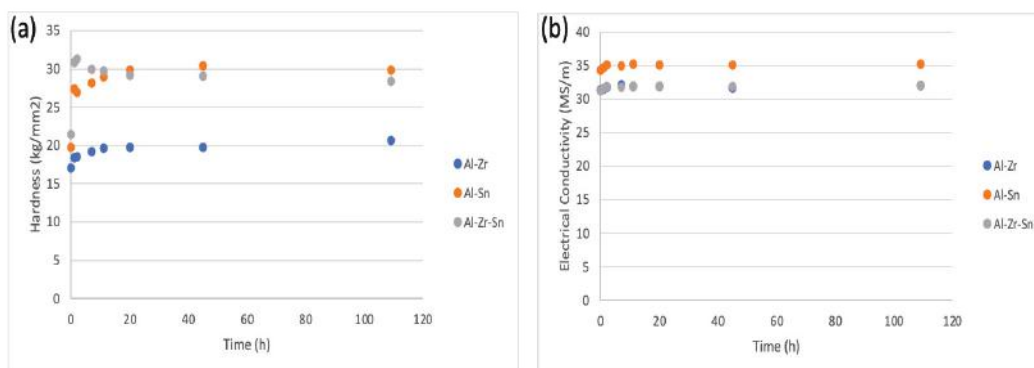 (a)
Hardness (kg/mm2)
35
30
25
20
15
10
5
0
0 20 40 60 80 100 120
Time (h)
Al-Zr
Al-Sn
Al-Zr-Sn
(b)
Electrical Conductivity (MS/m)
40
35
30
25
20
15
10
5
0
0 20 40 60 80 100 120
Time (h)
Al-Zr
Al-Sn
Al-Zr-Sn